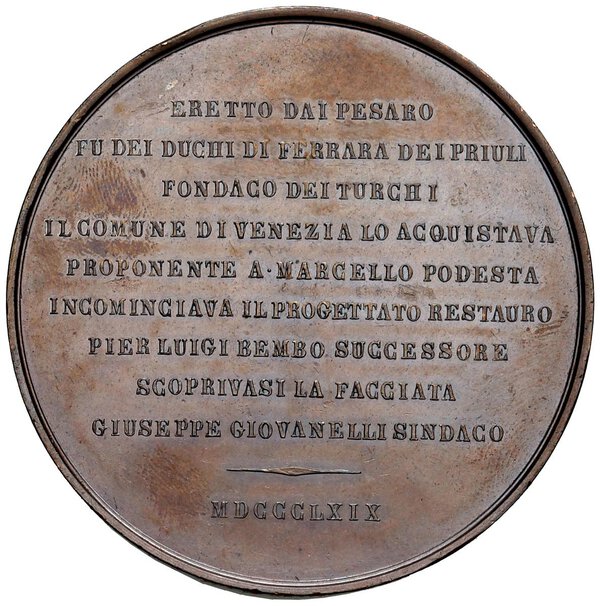 ERETTO DAI PESARO
FU DEI DUCHI DI FERRARA DEI PRIULI
FONDACO DEI TURCHI
IL COMUNE DI VENEZIA LO ACQUISTAVA
PROPONENTE A · MARCELLO PODESTA
INCOMINCIAVA IL PROGETTATO RESTAURO
PIER LUIGI BEMBO SUCCESSORE
SCOPRIVASI LA FACCIATA
GIUSEPPE GIOVANELLI SINDACO
MDCCCLXIX